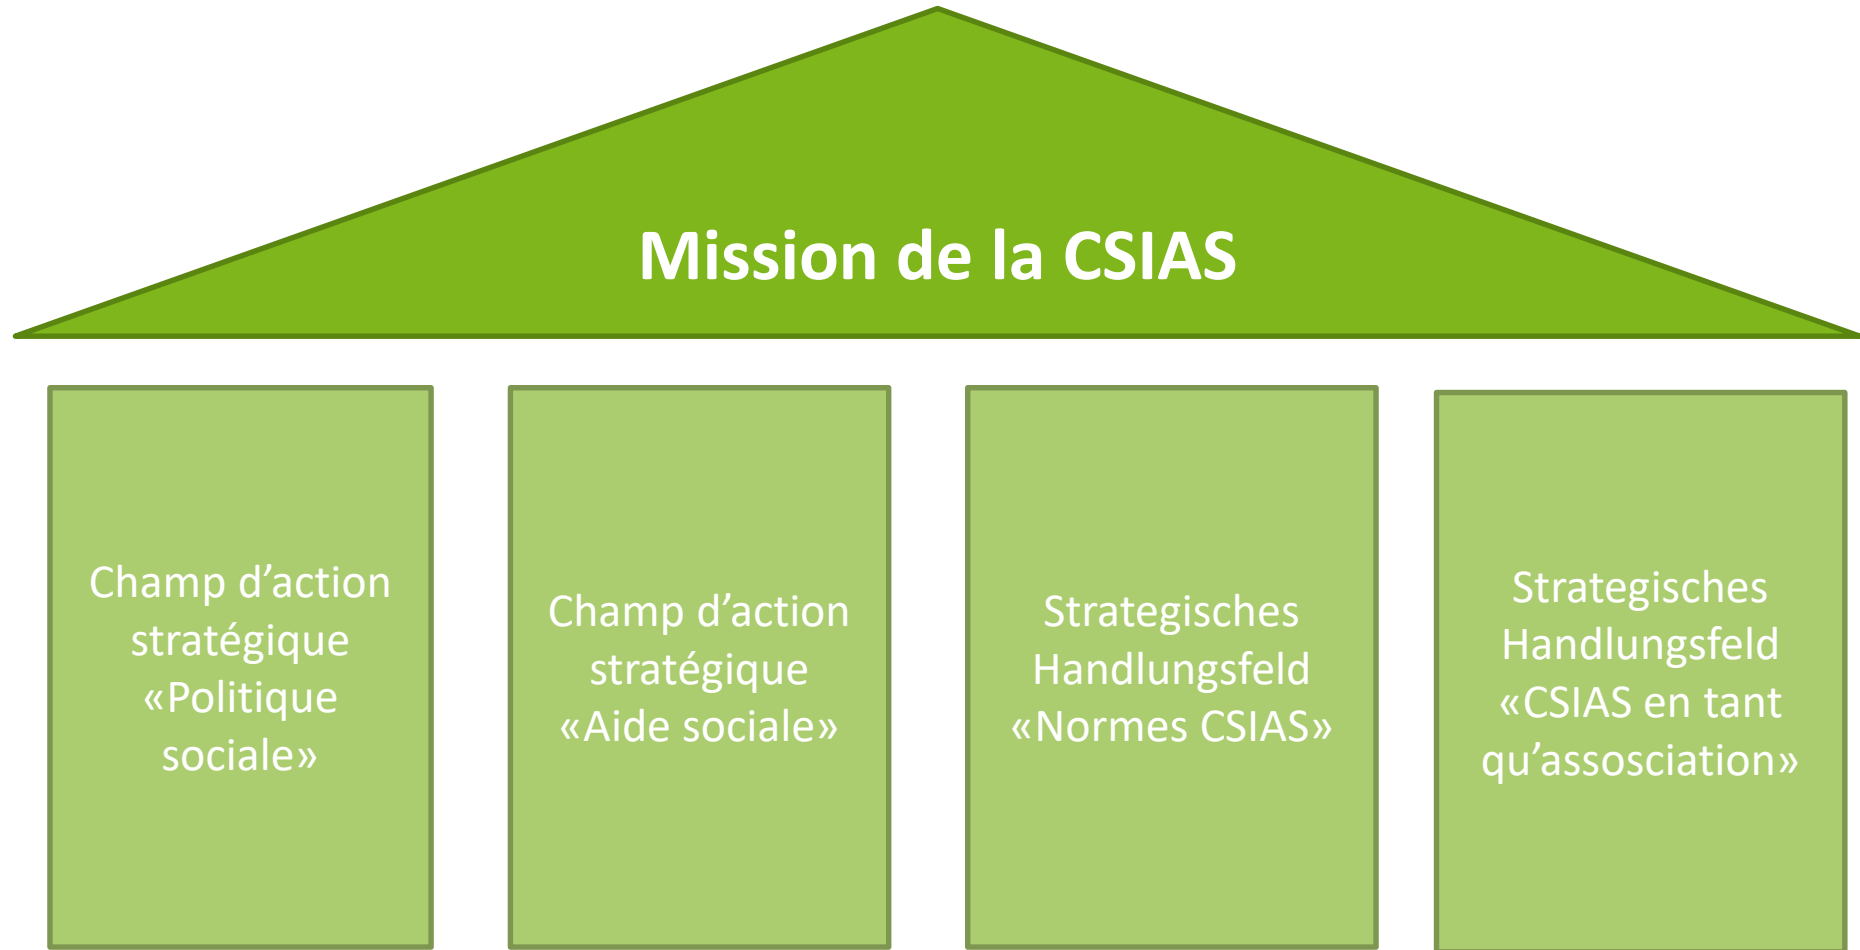 Mission de la CSIAS
Champ d’action
stratégique
«Politique
sociale»
Champ d’action
stratégique
«Aide sociale»
Strategisches
Handlungsfeld
«Normes CSIAS»
Strategisches
Handlungsfeld
«CSIAS en tant
qu’assosciation»